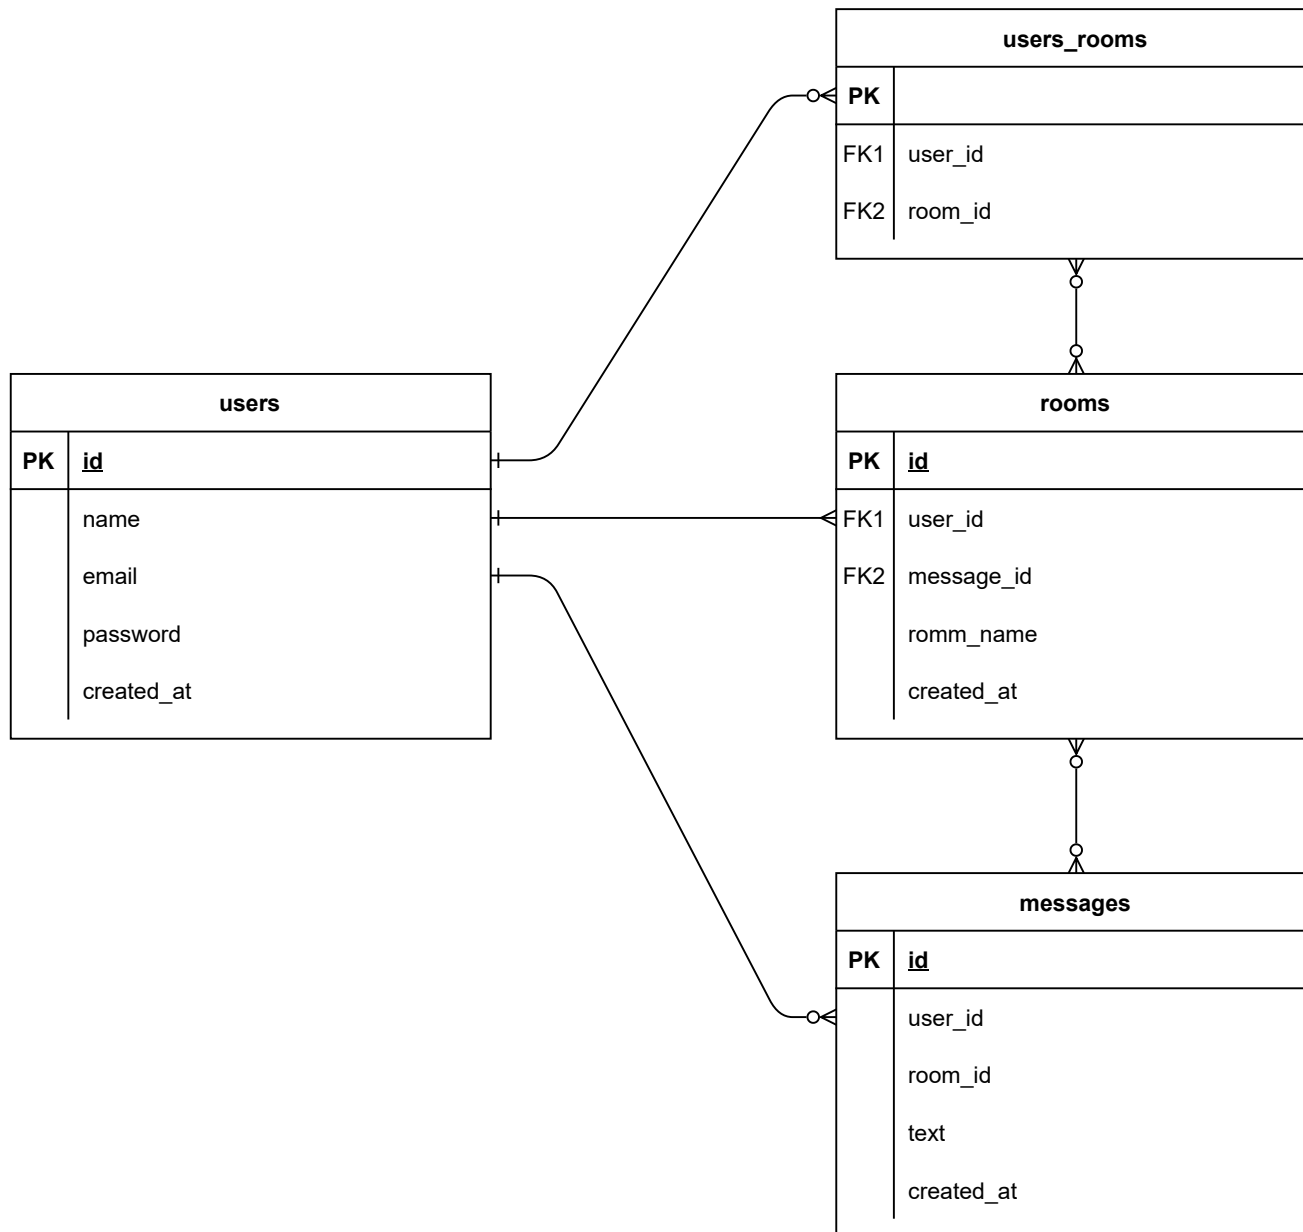 users_rooms
PK
FK1 user_id
FK2 room_id
users
PK id
name
email
password
created_at
rooms
PK id
FK1 user_id
FK2 message_id
romm_name
created_at
messages
PK id
user_id
room_id
text
created_at